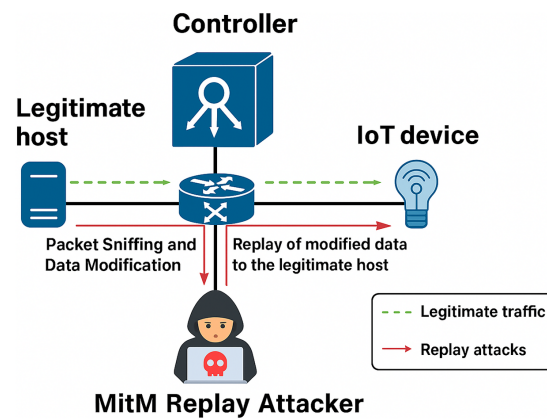 Controller
Legitimate
host
IoT device
Packet Sniffing and
Data Modification
Replay of modified data
to the legitimate host
Legitimate traffic
Replay attacks
MitM Replay Attacker